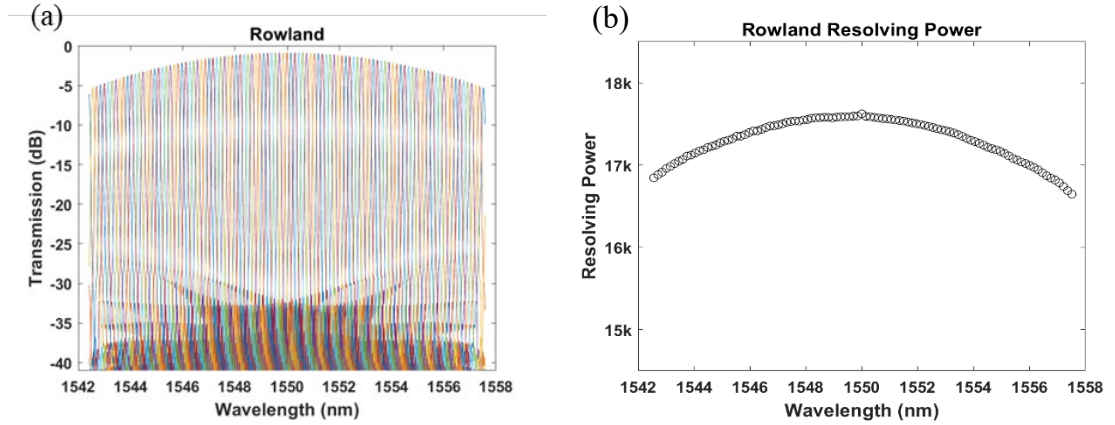 (a)
Rowland
Transmission (dB)
0
-5
-10
-15
-20
-25
-30
-35
-40
1542 1544 1546 1548 1550 1552 1554 1556 1558
Wavelength (nm)
(b)
Rowland Resolving Power
Resolving Power
18k
17k
16k
15k
1542 1544 1546 1548 1550 1552 1554 1556 1558
Wavelength (nm)